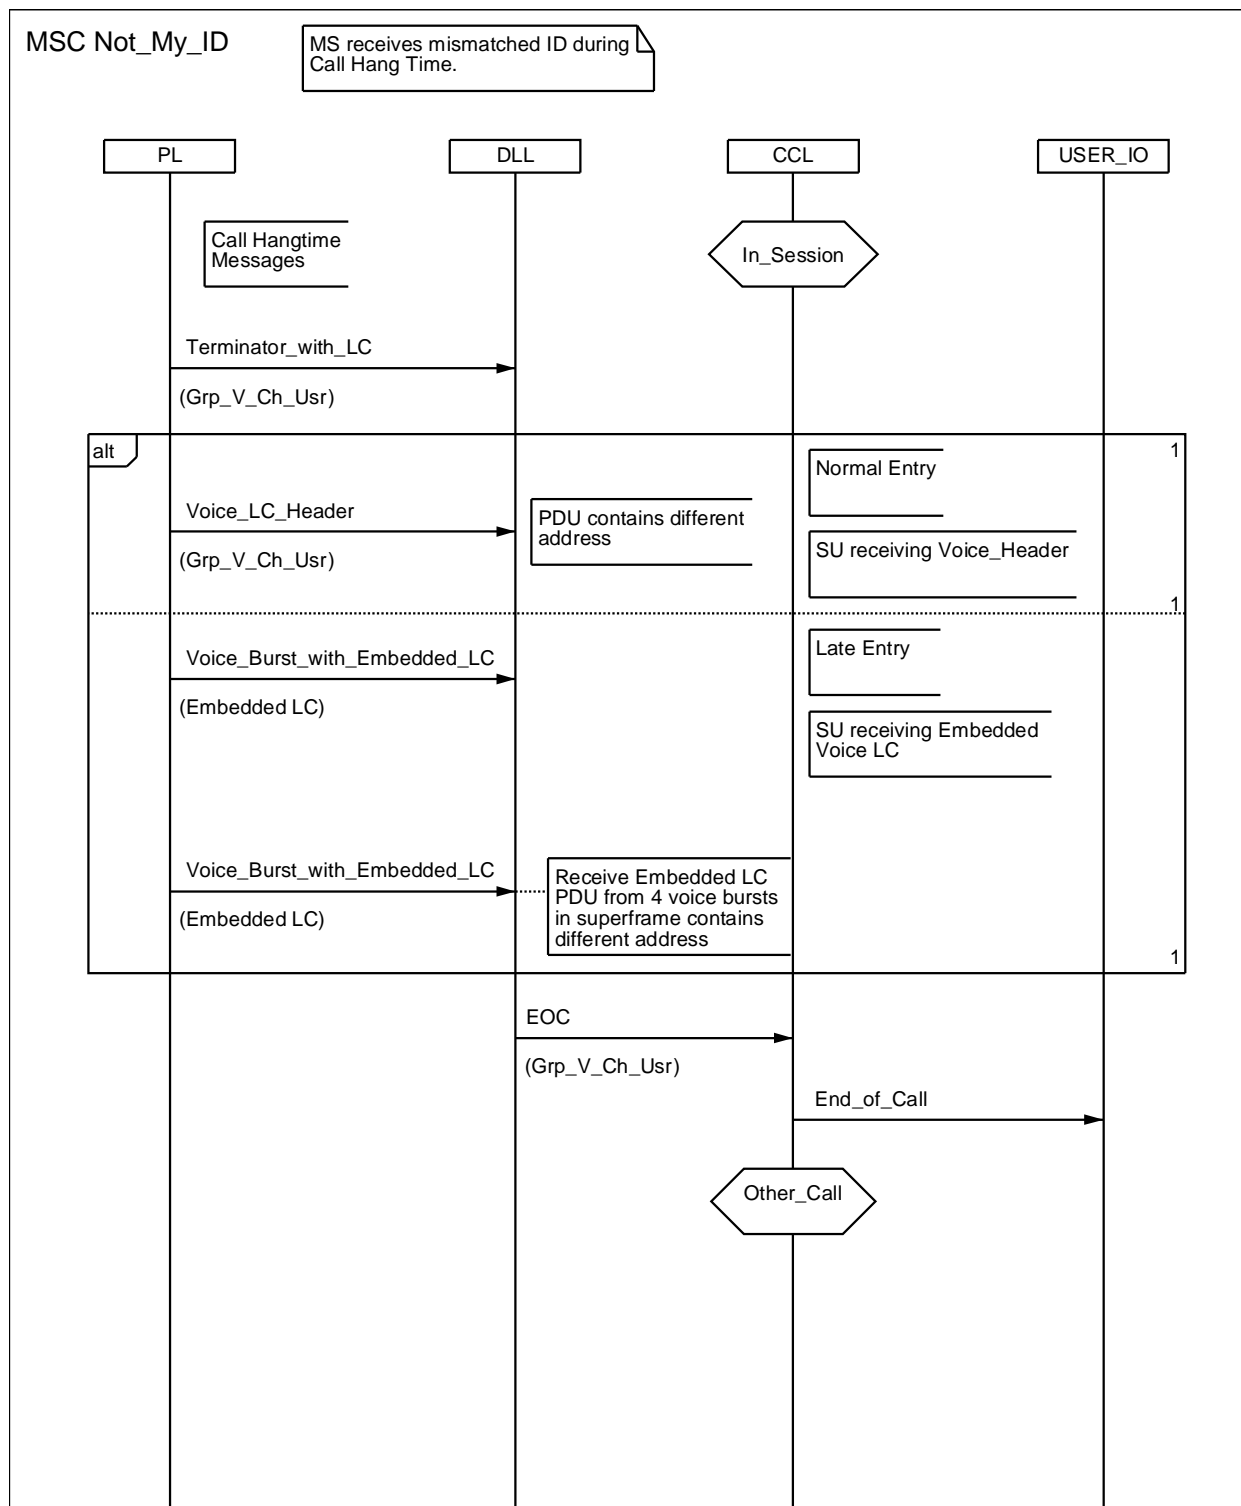 MSC Not_My_ID
MS receives mismatched ID during
Call Hang Time.
PL
DLL
CCL
USER_IO
Call Hangtime
Messages
In_Session
Terminator_with_LC
(Grp_V_Ch_Usr)
alt
1
Normal Entry
Voice_LC_Header
(Grp_V_Ch_Usr)
PDU contains different
address
SU receiving Voice_Header
1
Voice_Burst_with_Embedded_LC
(Embedded LC)
Late Entry
SU receiving Embedded
Voice LC
Voice_Burst_with_Embedded_LC
(Embedded LC)
Receive Embedded LC
PDU from 4 voice bursts
in superframe contains
different address
1
EOC
(Grp_V_Ch_Usr)
End_of_Call
Other_Call